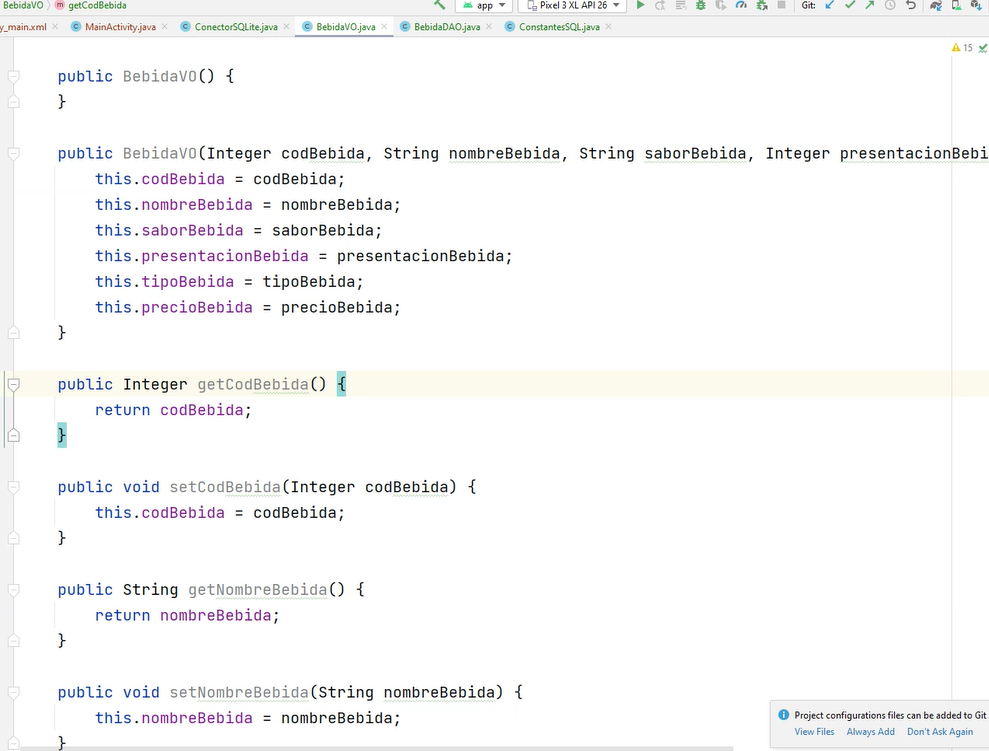 BebidaVO getCodBebida app Pixel 3 XL API 26 Git:
y_main.xml MainActivity.java ConectorSQLite.java BebidaVO.java BebidaDAO.java ConstantesSQL.java
15
public BebidaVO() {
}
public BebidaVO(Integer codBebida, String nombreBebida, String saborBebida, Integer presentacionBebi
this.codBebida = codBebida;
this.nombreBebida = nombreBebida;
this.saborBebida = saborBebida;
this.presentacionBebida = presentacionBebida;
this.tipoBebida = tipoBebida;
this.precioBebida = precioBebida;
}
public Integer getCodBebida() {
return codBebida;
}
public void setCodBebida(Integer codBebida) {
this.codBebida = codBebida;
}
public String getNombreBebida() {
return nombreBebida;
}
public void setNombreBebida(String nombreBebida) {
this.nombreBebida = nombreBebida;
}
Project configurations files can be added to Git
View Files Always Add Don't Ask Again